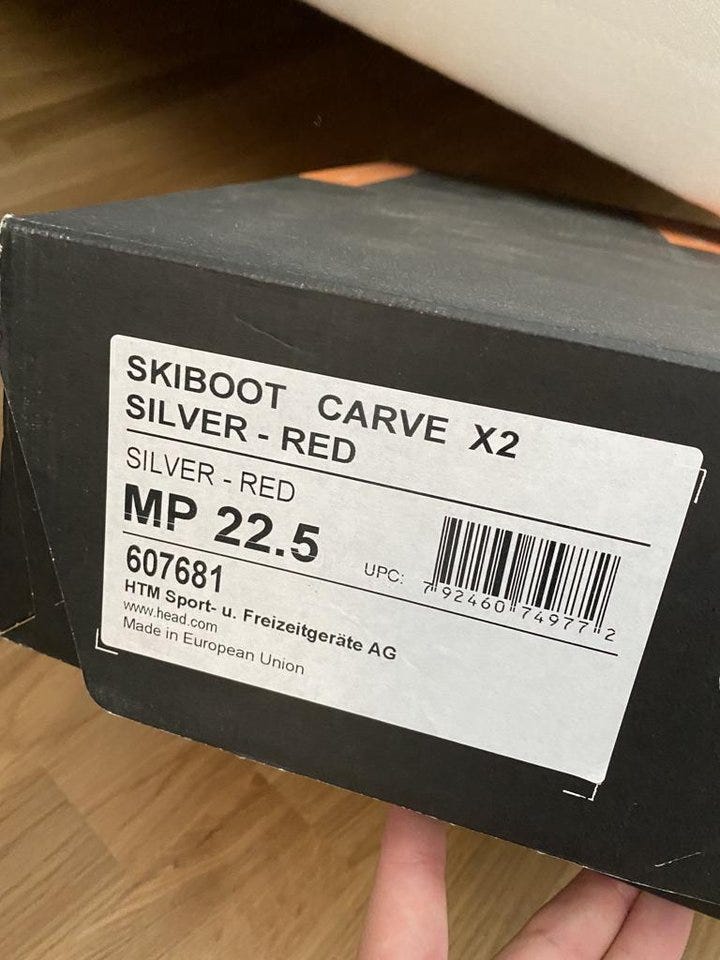 SKIBOOT CARVE X2
SILVER - RED
SILVER - RED
MP 22.5
607681
UPC:
7 92460 74977 2
HTM Sport- u. Freizeitgeräte AG
www.head.com
Made in European Union